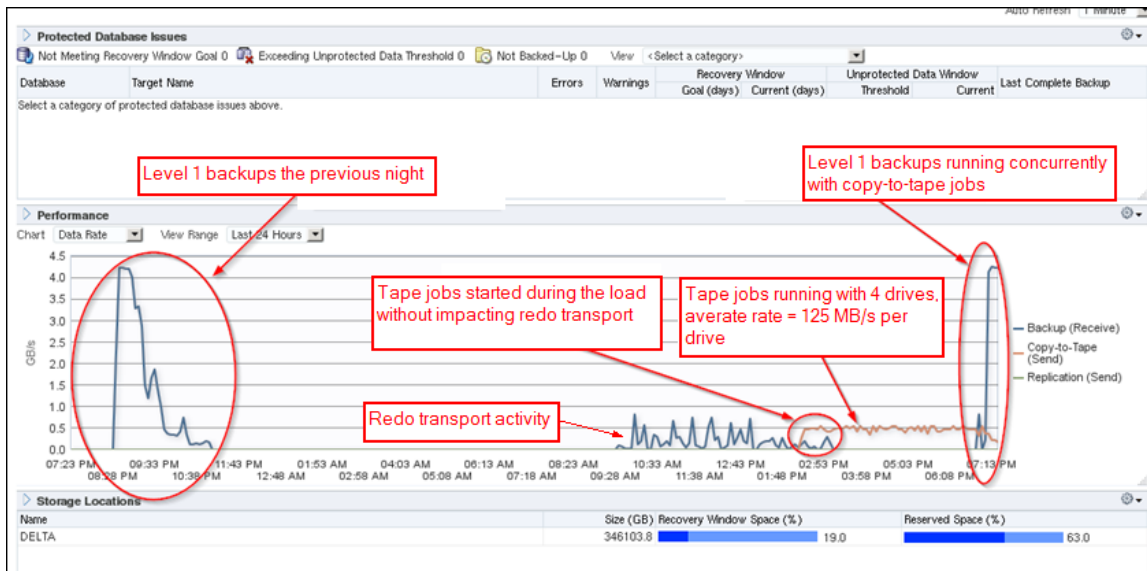 Auto Refresh 1 Minute
Protected Database Issues
Not Meeting Recovery Window Goal 0 Exceeding Unprotected Data Threshold 0 Not Backed-Up 0 View <Select a category>
Recovery Window Unprotected Data Window
Database Target Name Errors Warnings Goal (days) Current (days) Threshold Current Last Complete Backup
Select a category of protected database issues above.
Level 1 backups the previous night
Level 1 backups running concurrently
with copy-to-tape jobs
Performance
Chart Data Rate View Range Last 24 Hours
Tape jobs started during the load
without impacting redo transport
Tape jobs running with 4 drives,
averate rate = 125 MB/s per
drive
Redo transport activity
GB/s
4.5
4.0
3.5
3.0
2.5
2.0
1.5
1.0
0.5
0.0
Backup (Receive)
Copy-to-Tape
(Send)
Replication (Send)
07:23 PM 09:33 PM 11:43 PM 01:53 AM 04:03 AM 06:13 AM 08:23 AM 10:33 AM 12:43 PM 02:53 PM 05:03 PM 07:13 PM
08:28 PM 10:38 PM 12:48 AM 02:58 AM 05:08 AM 07:18 AM 09:28 AM 11:38 AM 01:48 PM 03:58 PM 06:08 PM
Storage Locations
Name Size (GB) Recovery Window Space (%) Reserved Space (%)
DELTA 346103.8 19.0 63.0